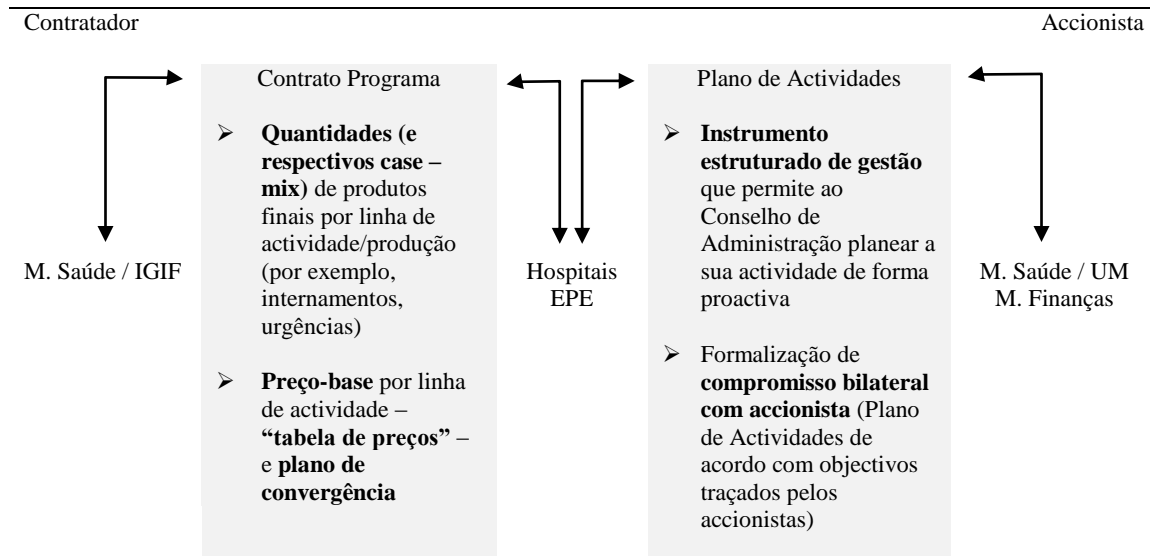 Contratador
Accionista
Contrato Programa
➢ Quantidades (e
respectivos case –
mix) de produtos
finais por linha de
actividade/produção
(por exemplo,
internamentos,
urgências)
➢ Preço-base por linha
de actividade –
“tabela de preços” –
e plano de
convergência
Plano de Actividades
➢ Instrumento
estruturado de gestão
que permite ao
Conselho de
Administração planear a
sua actividade de forma
proactiva
➢ Formalização de
compromisso bilateral
com accionista (Plano
de Actividades de
acordo com objectivos
traçados pelos
accionistas)
M. Saúde / IGIF
Hospitais
EPE
M. Saúde / UM
M. Finanças